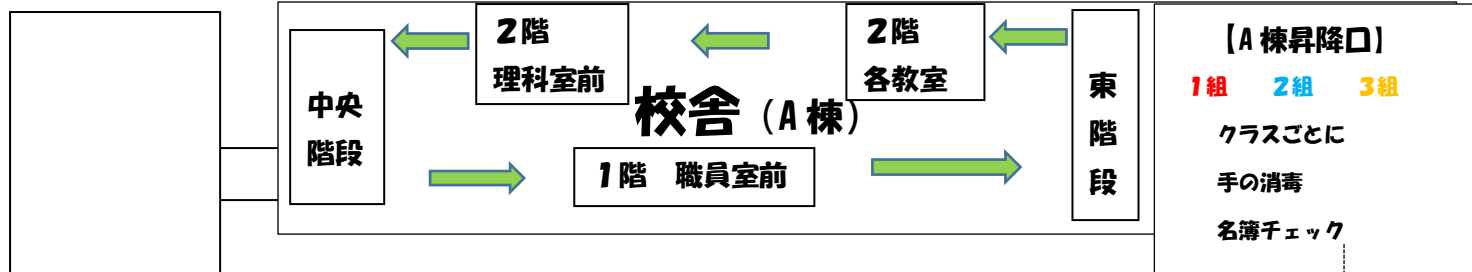 中央
階段
2階
理科室前
校舎（A棟）
1階　職員室前
2階
各教室
東
階
段
【A棟昇降口】
1組　2組　3組
クラスごとに
手の消毒
名簿チェック